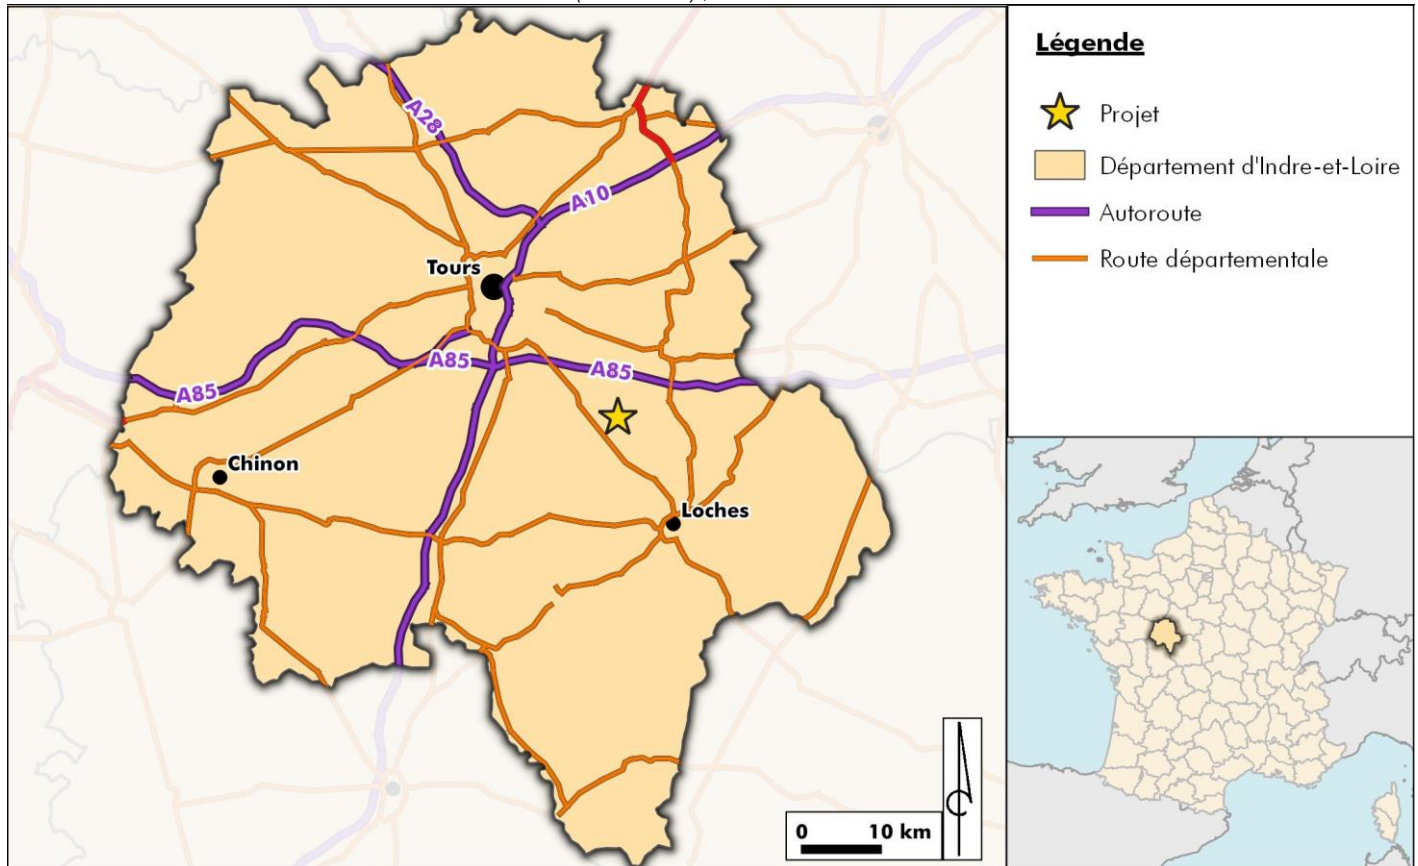 A28
A10
Tours
A85
A85
A85
Chinon
Loches
0 10 km
Légende
Projet
Département d'Indre-et-Loire
Autoroute
Route départementale